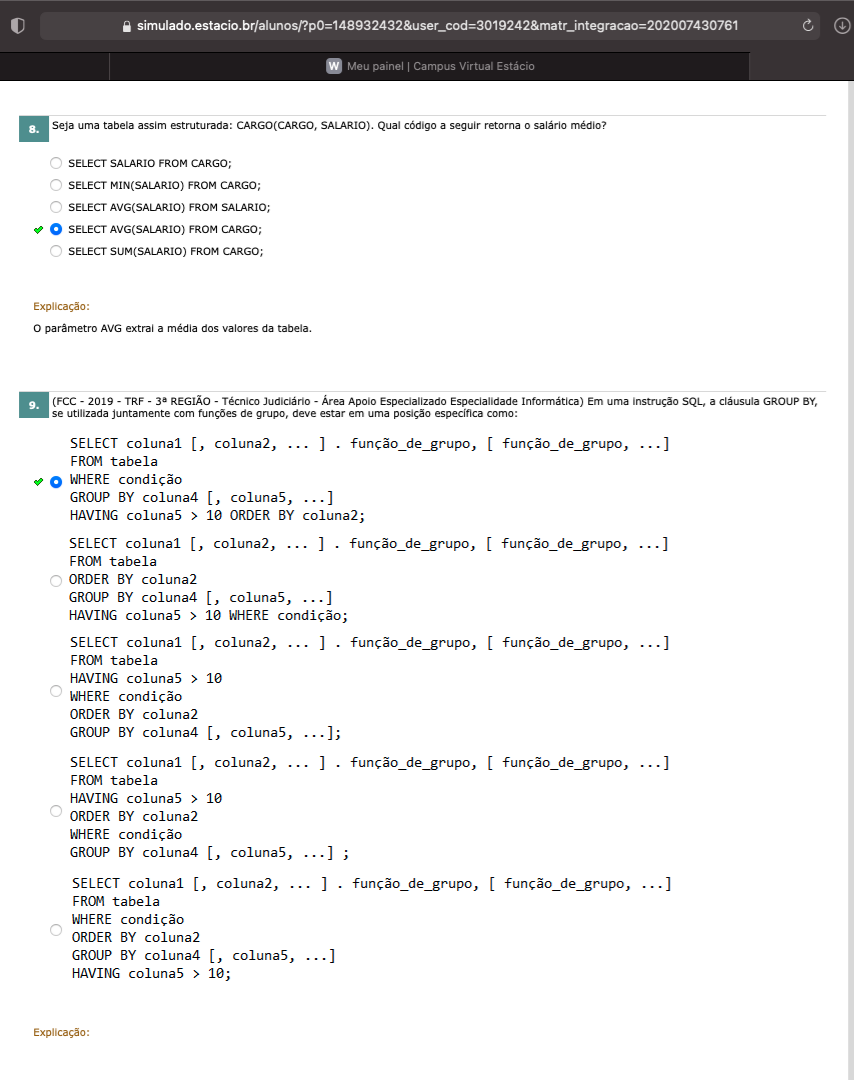 simulado.estacio.br/alunos/?p0=148932432&user_cod=3019242&matr_integracao=202007430761
W Meu painel | Campus Virtual Estácio
8. Seja uma tabela assim estruturada: CARGO(CARGO, SALARIO). Qual código a seguir retorna o salário médio?
SELECT SALARIO FROM CARGO;
SELECT MIN(SALARIO) FROM CARGO;
SELECT AVG(SALARIO) FROM SALARIO;
SELECT AVG(SALARIO) FROM CARGO;
SELECT SUM(SALARIO) FROM CARGO;
Explicação:
O parâmetro AVG extrai a média dos valores da tabela.
9. (FCC - 2019 - TRF - 3ª REGIÃO - Técnico Judiciário - Área Apoio Especializado Especialidade Informática) Em uma instrução SQL, a cláusula GROUP BY,
se utilizada juntamente com funções de grupo, deve estar em uma posição específica como:
SELECT coluna1 [, coluna2, ... ] . função_de_grupo, [ função_de_grupo, ...]
FROM tabela
WHERE condição
GROUP BY coluna4 [, coluna5, ...]
HAVING coluna5 > 10 ORDER BY coluna2;
SELECT coluna1 [, coluna2, ... ] . função_de_grupo, [ função_de_grupo, ...]
FROM tabela
ORDER BY coluna2
GROUP BY coluna4 [, coluna5, ...]
HAVING coluna5 > 10 WHERE condição;
SELECT coluna1 [, coluna2, ... ] . função_de_grupo, [ função_de_grupo, ...]
FROM tabela
HAVING coluna5 > 10
WHERE condição
ORDER BY coluna2
GROUP BY coluna4 [, coluna5, ...];
SELECT coluna1 [, coluna2, ... ] . função_de_grupo, [ função_de_grupo, ...]
FROM tabela
HAVING coluna5 > 10
ORDER BY coluna2
WHERE condição
GROUP BY coluna4 [, coluna5, ...] ;
SELECT coluna1 [, coluna2, ... ] . função_de_grupo, [ função_de_grupo, ...]
FROM tabela
WHERE condição
ORDER BY coluna2
GROUP BY coluna4 [, coluna5, ...]
HAVING coluna5 > 10;
Explicação: